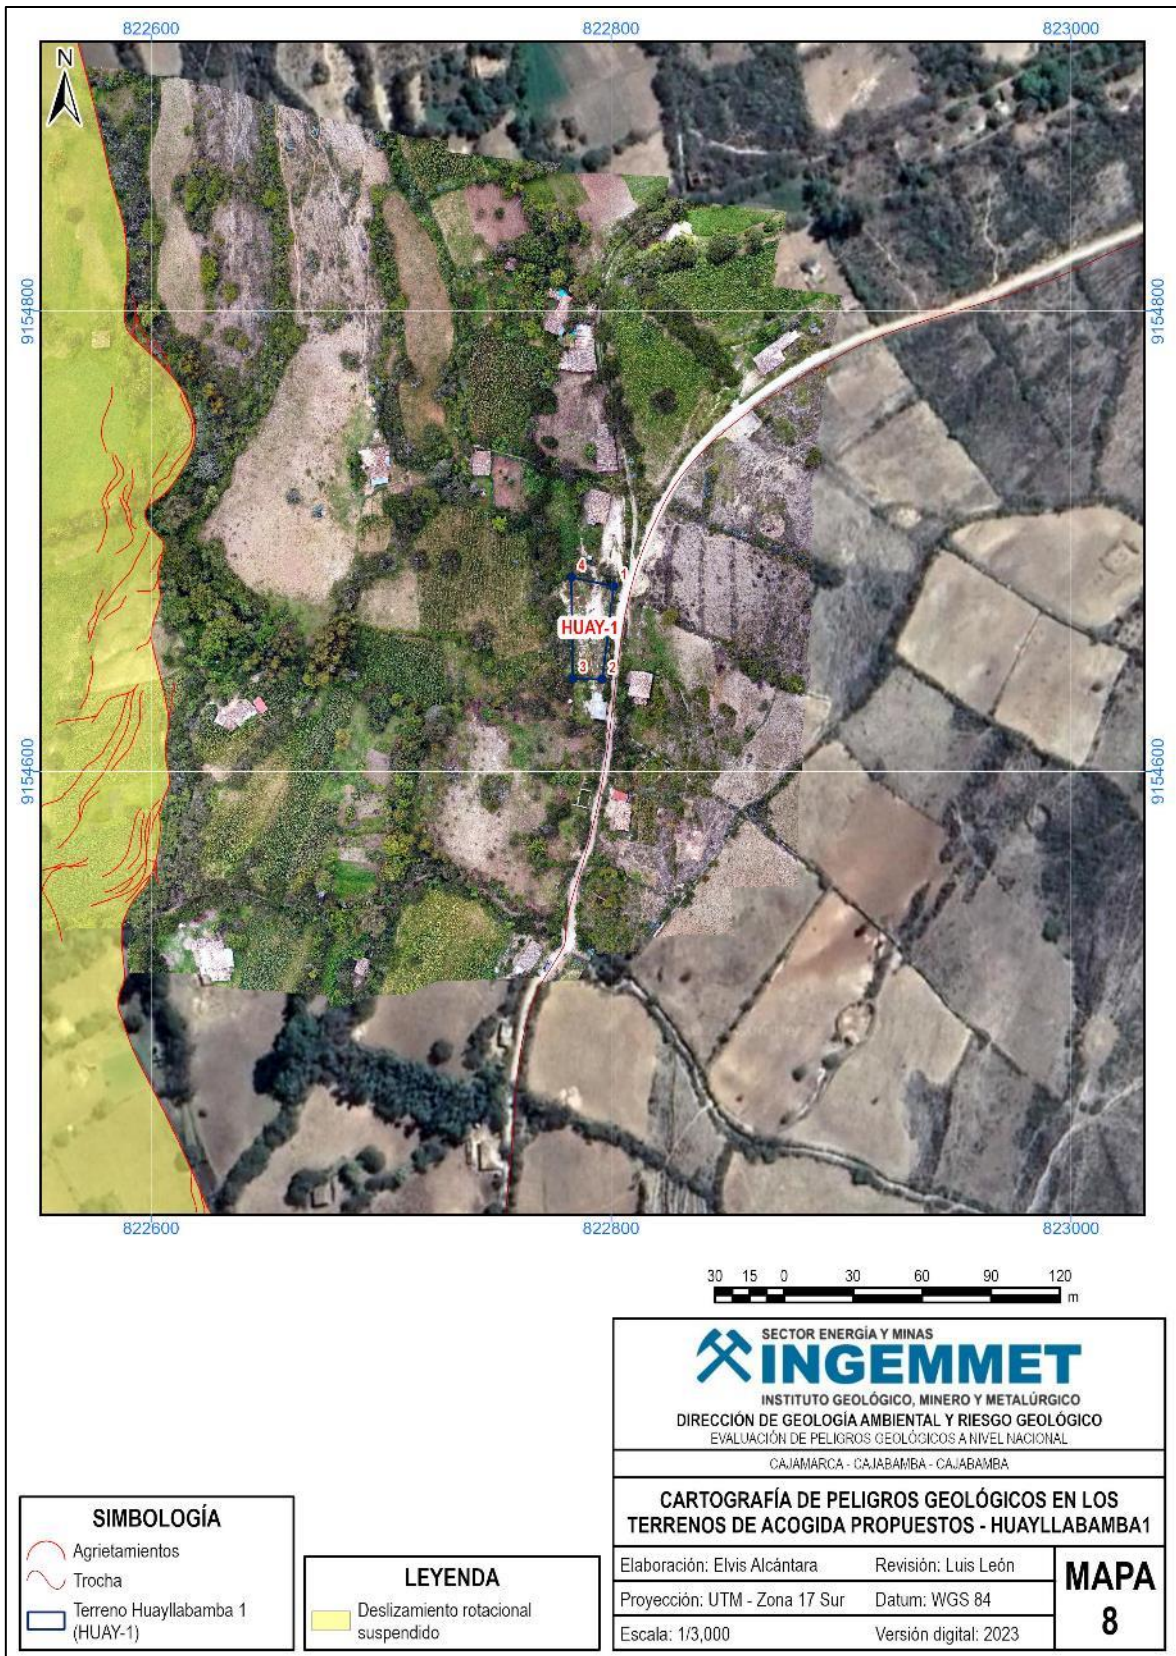 822600 822800 823000
N
9154800 9154800
4 1
HUAY-1
3 2
9154600 9154600
822600 822800 823000
30 15 0 30 60 90 120
m
SECTOR ENERGÍA Y MINAS
INGEMMET
INSTITUTO GEOLÓGICO, MINERO Y METALÚRGICO
DIRECCIÓN DE GEOLOGÍA AMBIENTAL Y RIESGO GEOLÓGICO
EVALUACIÓN DE PELIGROS GEOLÓGICOS A NIVEL NACIONAL
CAJAMARCA - CAJABAMBA - CAJABAMBA
CARTOGRAFÍA DE PELIGROS GEOLÓGICOS EN LOS
TERRENOS DE ACOGIDA PROPUESTOS - HUAYLLABAMBA1
Elaboración: Elvis Alcántara Revisión: Luis León
Proyección: UTM - Zona 17 Sur Datum: WGS 84
Escala: 1/3,000 Versión digital: 2023
MAPA
8
SIMBOLOGÍA
Agrietamientos
Trocha
Terreno Huayllabamba 1
(HUAY-1)
LEYENDA
Deslizamiento rotacional
suspendido